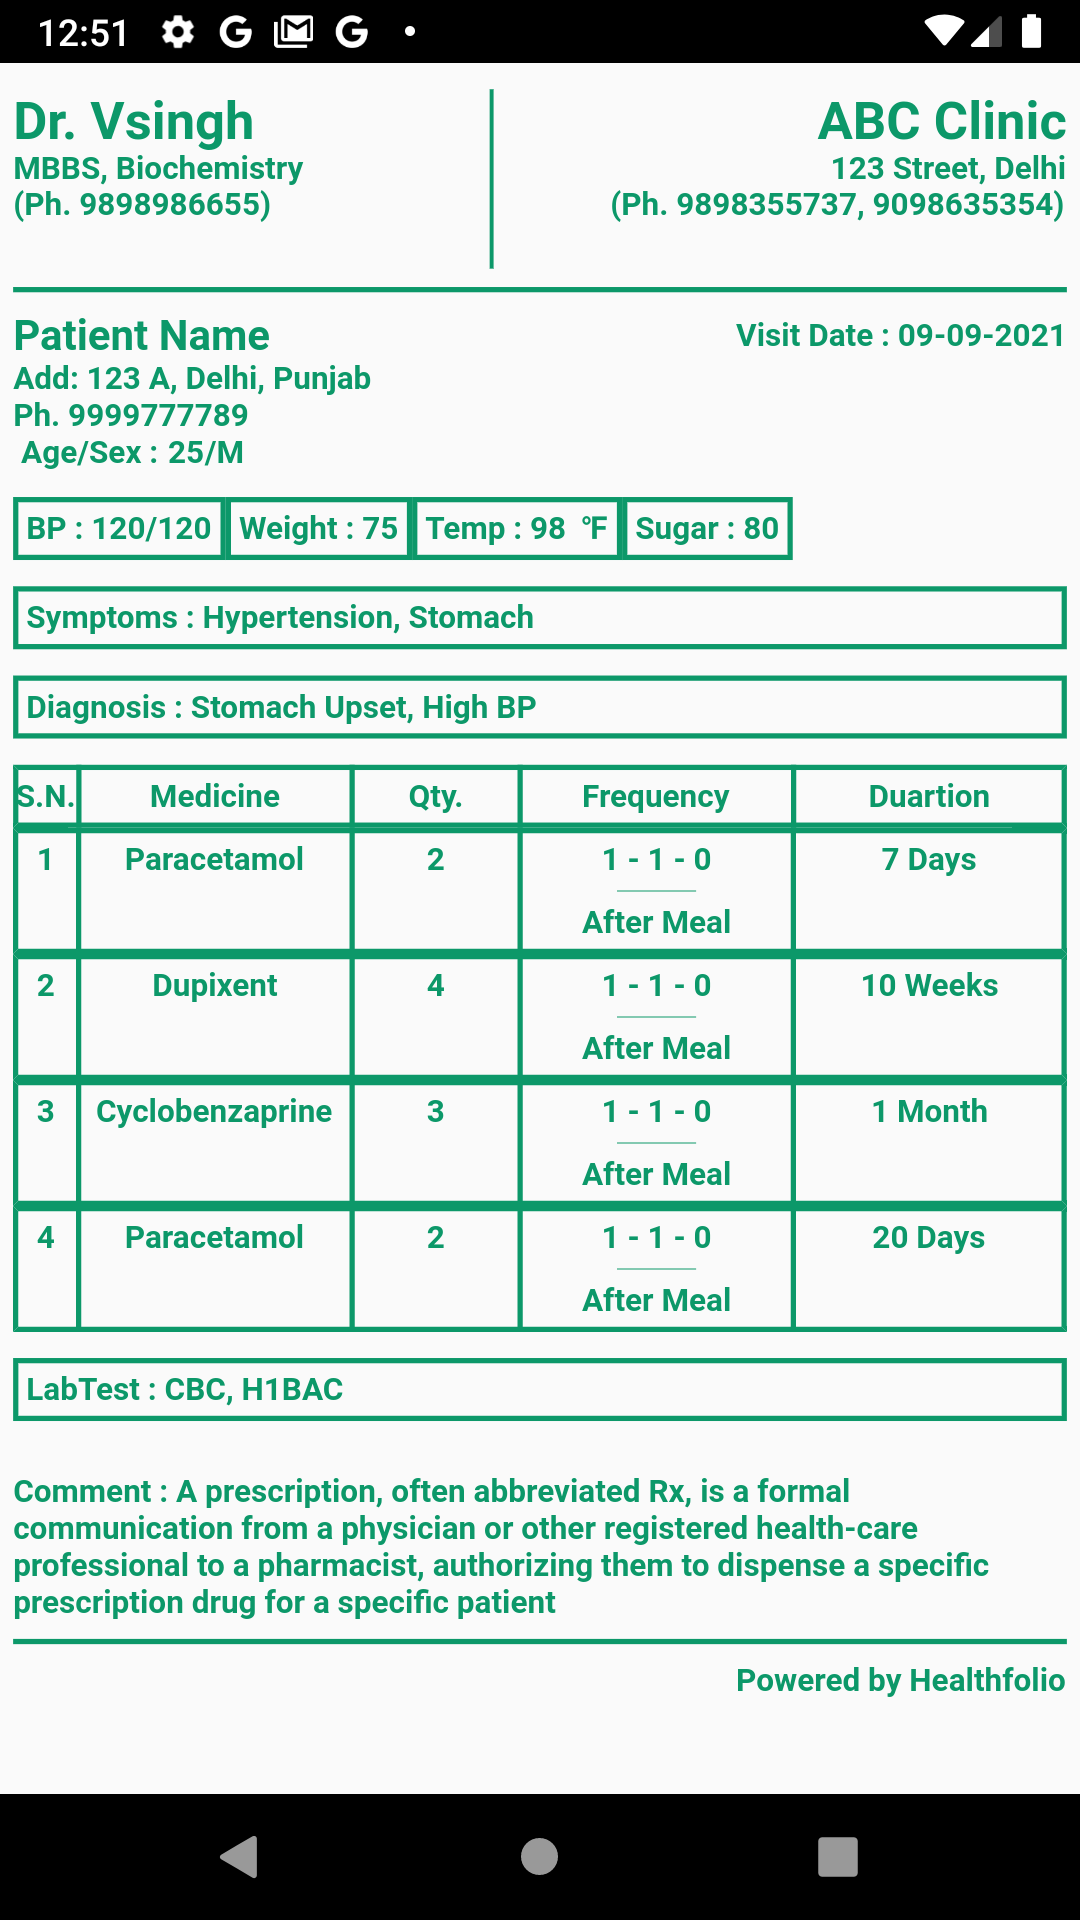 12:51
Dr. Vsingh
MBBS, Biochemistry
(Ph. 9898986655)
ABC Clinic
123 Street, Delhi
(Ph. 9898355737, 9098635354)
Patient Name
Visit Date : 09-09-2021
Add: 123 A, Delhi, Punjab
Ph. 9999777789
Age/Sex : 25/M
BP : 120/120 Weight : 75 Temp : 98 °F Sugar : 80
Symptoms : Hypertension, Stomach
Diagnosis : Stomach Upset, High BP
S.N. Medicine Qty. Frequency Duartion
1 Paracetamol 2 1 - 1 - 0 7 Days
After Meal
2 Dupixent 4 1 - 1 - 0 10 Weeks
After Meal
3 Cyclobenzaprine 3 1 - 1 - 0 1 Month
After Meal
4 Paracetamol 2 1 - 1 - 0 20 Days
After Meal
LabTest : CBC, H1BAC
Comment : A prescription, often abbreviated Rx, is a formal
communication from a physician or other registered health-care
professional to a pharmacist, authorizing them to dispense a specific
prescription drug for a specific patient
Powered by Healthfolio